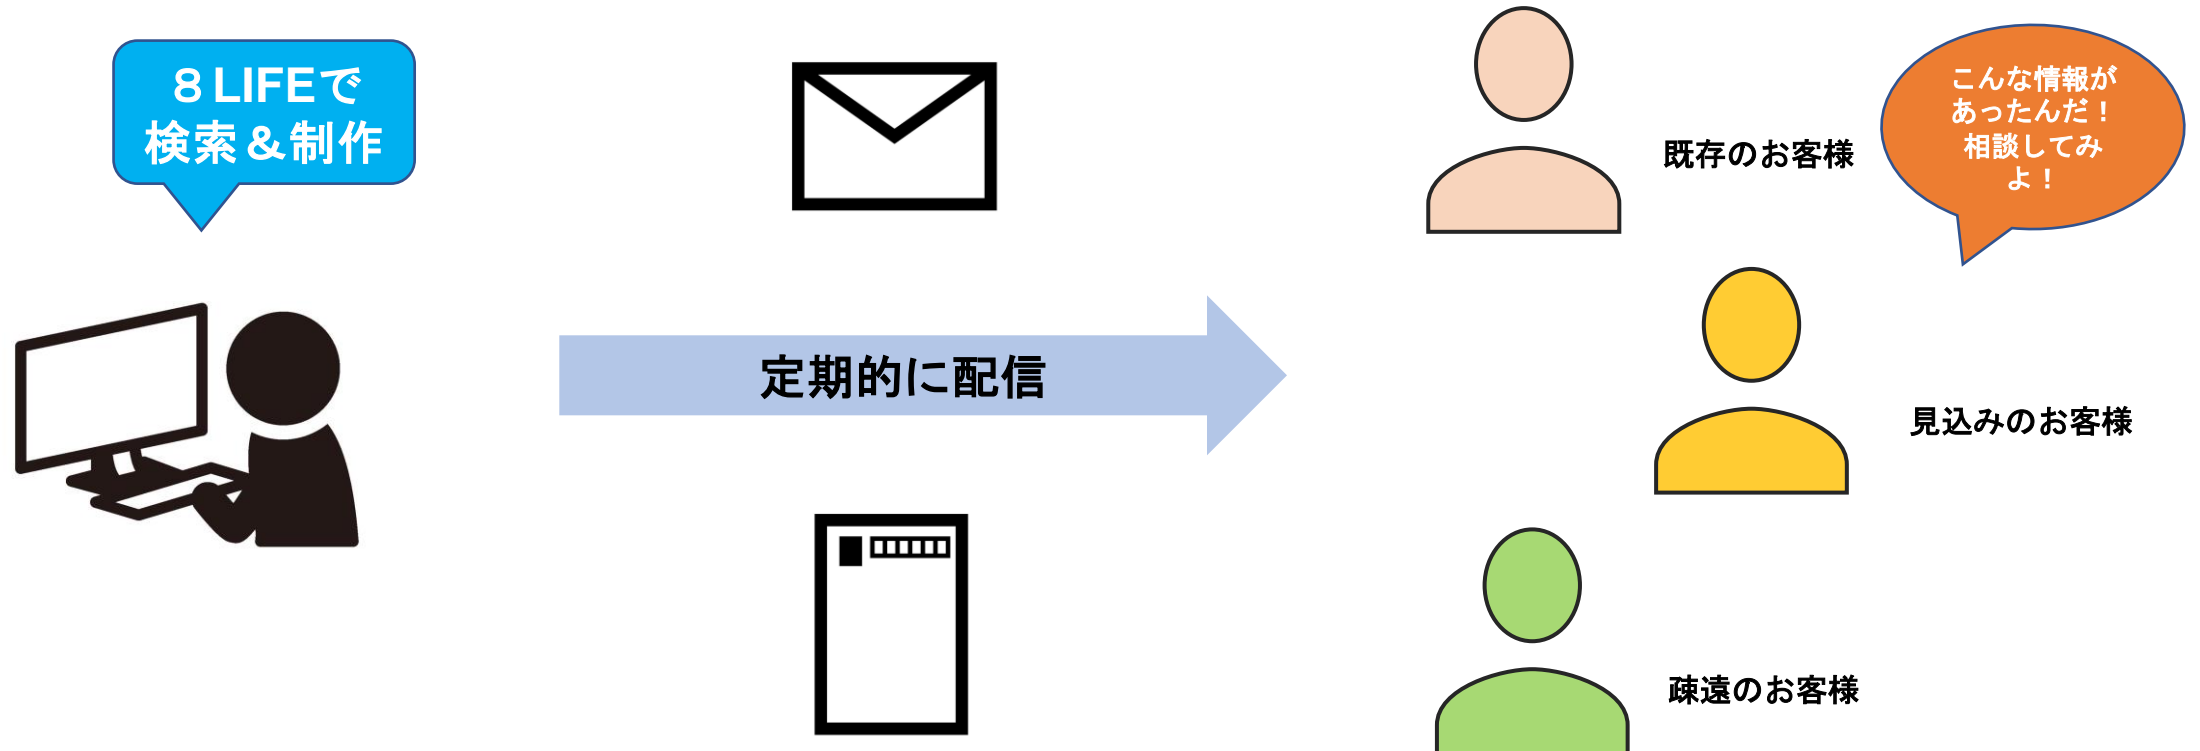 ８LIFEで
検索＆制作
定期的に配信
既存のお客様
こんな情報が
あったんだ！
相談してみ
よ！
見込みのお客様
疎遠のお客様